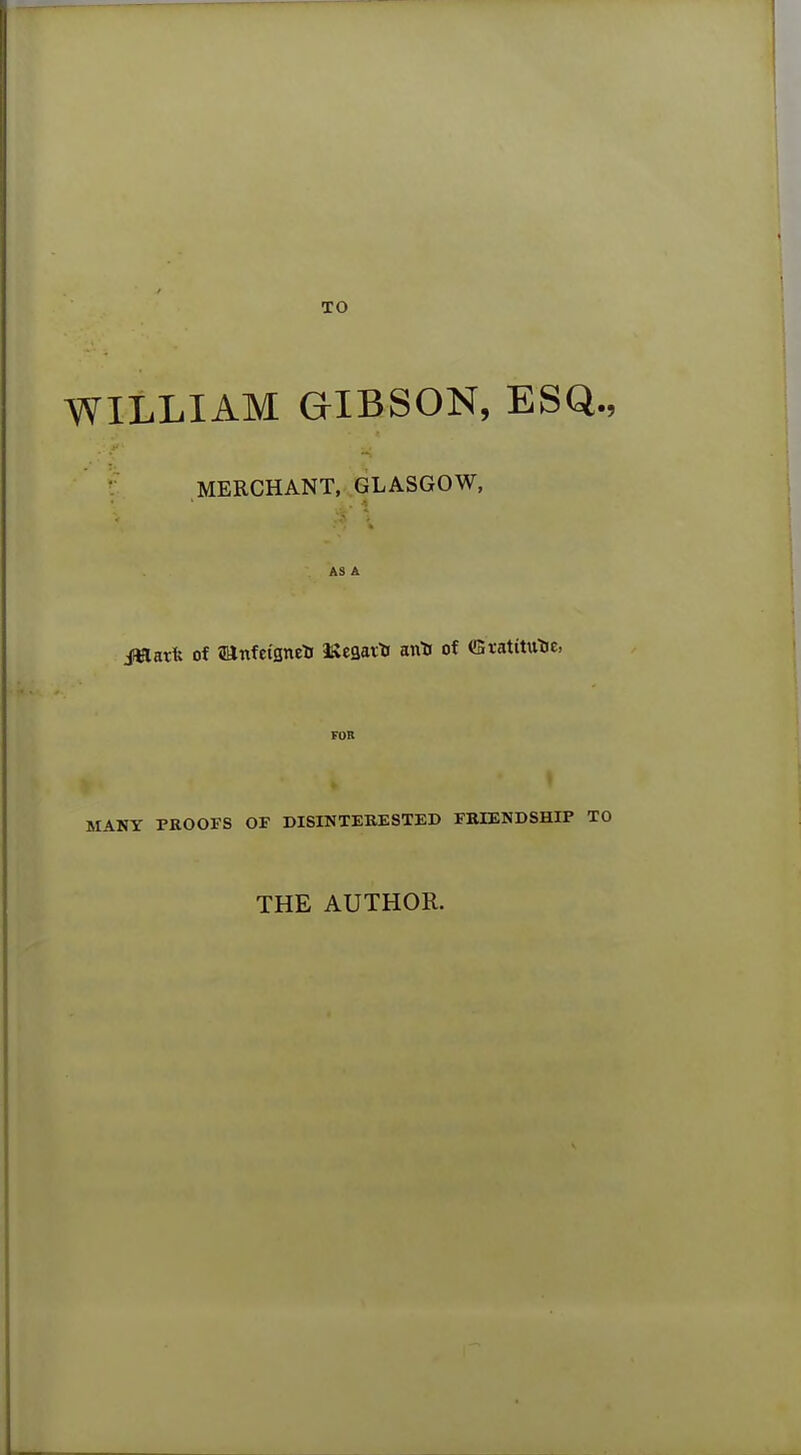 TO
WILLIAM GIBSON, ESQ.,
MERCHANT, GLASGOW,
AS A
Mark of Unfeigned Regard and of Gratitude,
FOR
MANY PROOFS OF DISINTERESTED FRIENDSHIP TO
THE AUTHOR.